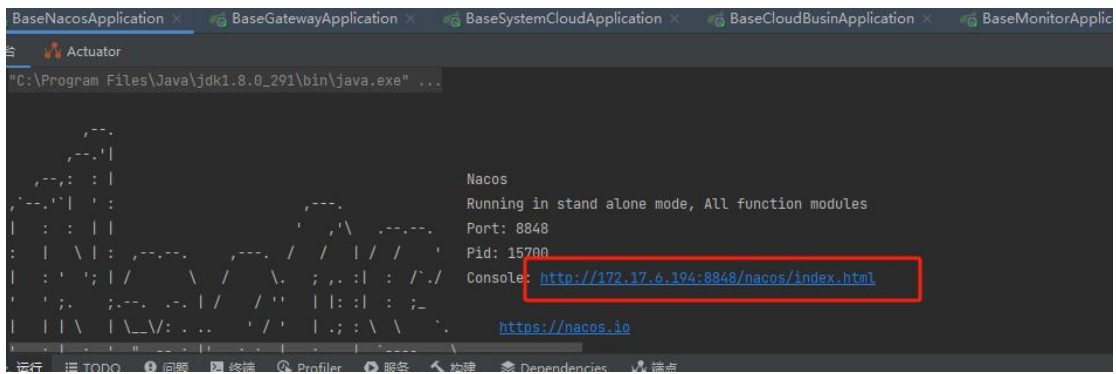 BaseNacosApplication × BaseGatewayApplication × BaseSystemCloudApplication × BaseCloudBusinApplication × BaseMonitorApplic
台 Actuator
"C:\Program Files\Java\jdk1.8.0_291\bin\java.exe" ...
Nacos
Running in stand alone mode, All function modules
Port: 8848
Pid: 15700
Console: http://172.17.6.194:8848/nacos/index.html
https://nacos.io
运行 TODO 问题 终端 Profiler 服务 构建 Dependencies 端点